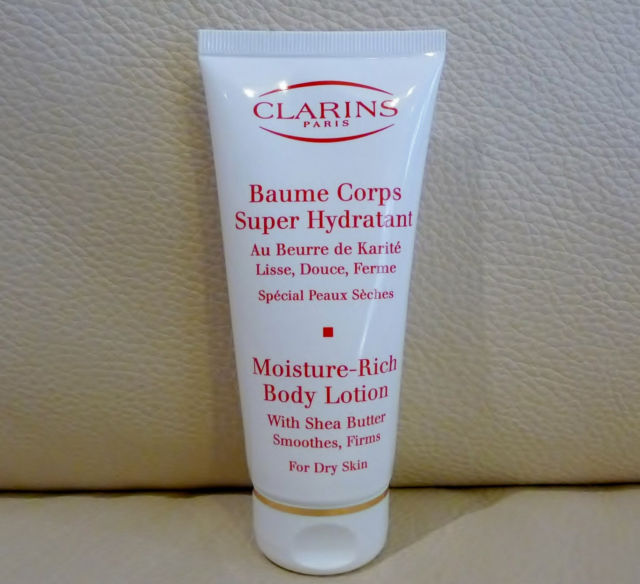 CLARINS
PARIS
Baume Corps
Super Hydratant
Au Beurre de Karité
Lisse, Douce, Ferme
Spécial Peaux Sèches
Moisture-Rich
Body Lotion
With Shea Butter
Smoothes, Firms
For Dry Skin